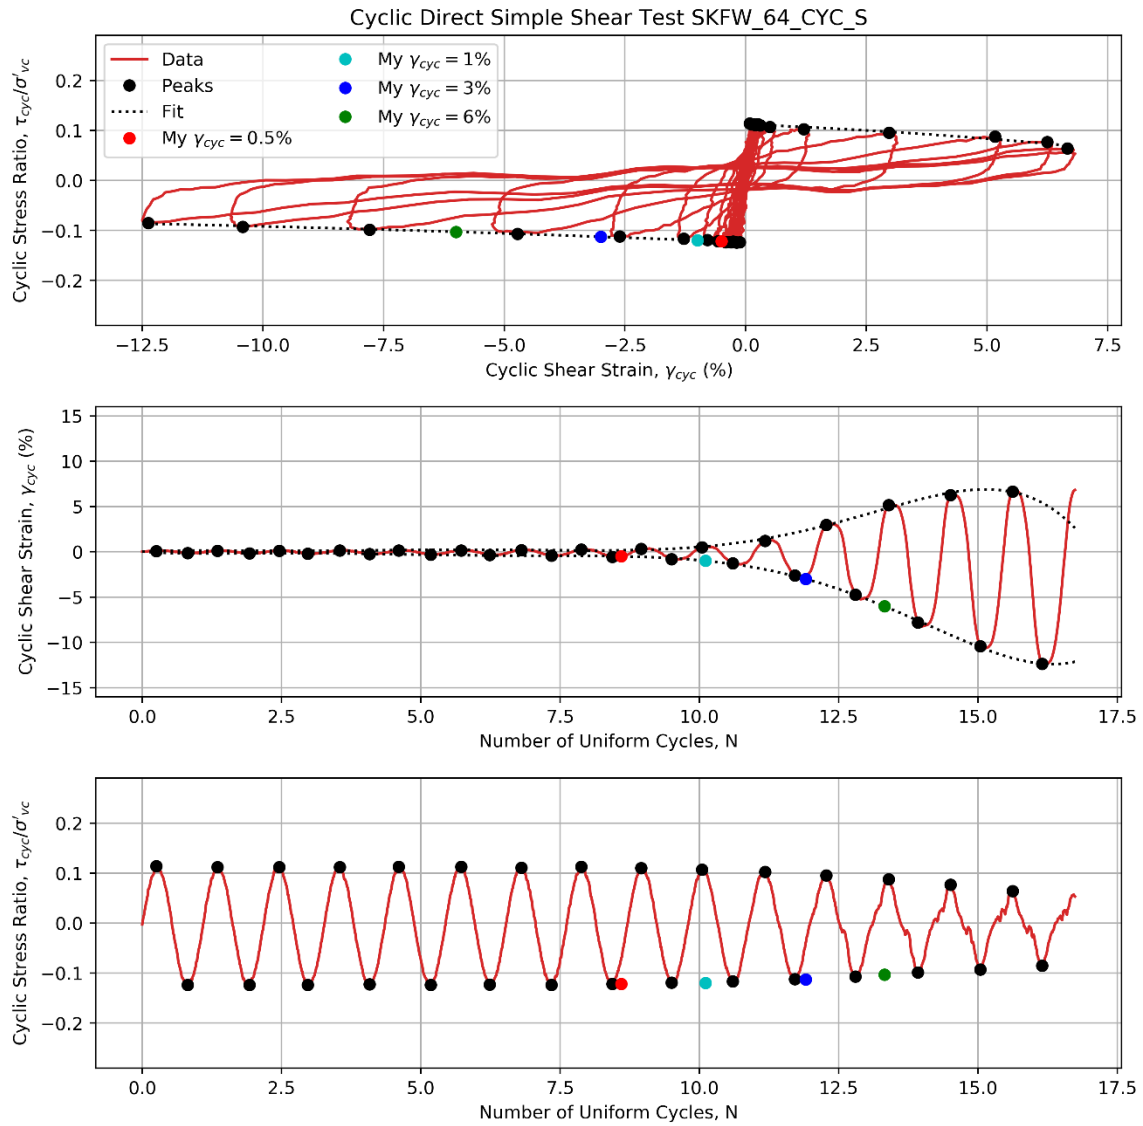 Cyclic Direct Simple Shear Test SKFW_64_CYC_S
Cyclic Stress Ratio, τcyc/σ′vc
0.2
0.1
0.0
−0.1
−0.2
Data
Peaks
Fit
My γcyc = 0.5%
My γcyc = 1%
My γcyc = 3%
My γcyc = 6%
−12.5 −10.0 −7.5 −5.0 −2.5 0.0 2.5 5.0 7.5
Cyclic Shear Strain, γcyc (%)
Cyclic Shear Strain, γcyc (%)
15
10
5
0
−5
−10
−15
0.0 2.5 5.0 7.5 10.0 12.5 15.0 17.5
Number of Uniform Cycles, N
Cyclic Stress Ratio, τcyc/σ′vc
0.2
0.1
0.0
−0.1
−0.2
0.0 2.5 5.0 7.5 10.0 12.5 15.0 17.5
Number of Uniform Cycles, N